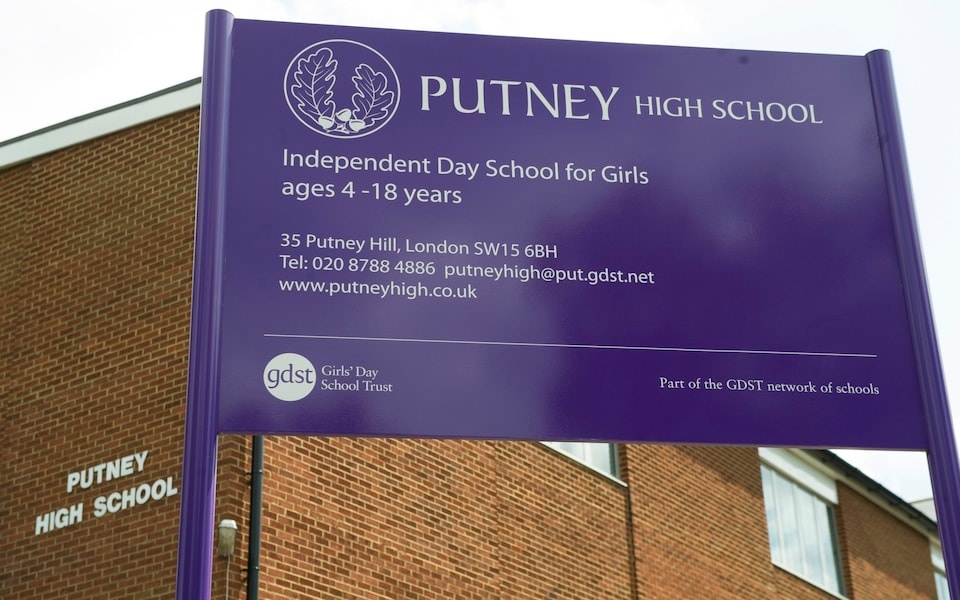 PUTNEY HIGH SCHOOL
Independent Day School for Girls
ages 4 -18 years
35 Putney Hill, London SW15 6BH
Tel: 020 8788 4886 putneyhigh@put.gdst.net
www.putneyhigh.co.uk
gdst
Girls' Day
School Trust
Part of the GDST network of schools
PUTNEY
HIGH SCHOOL